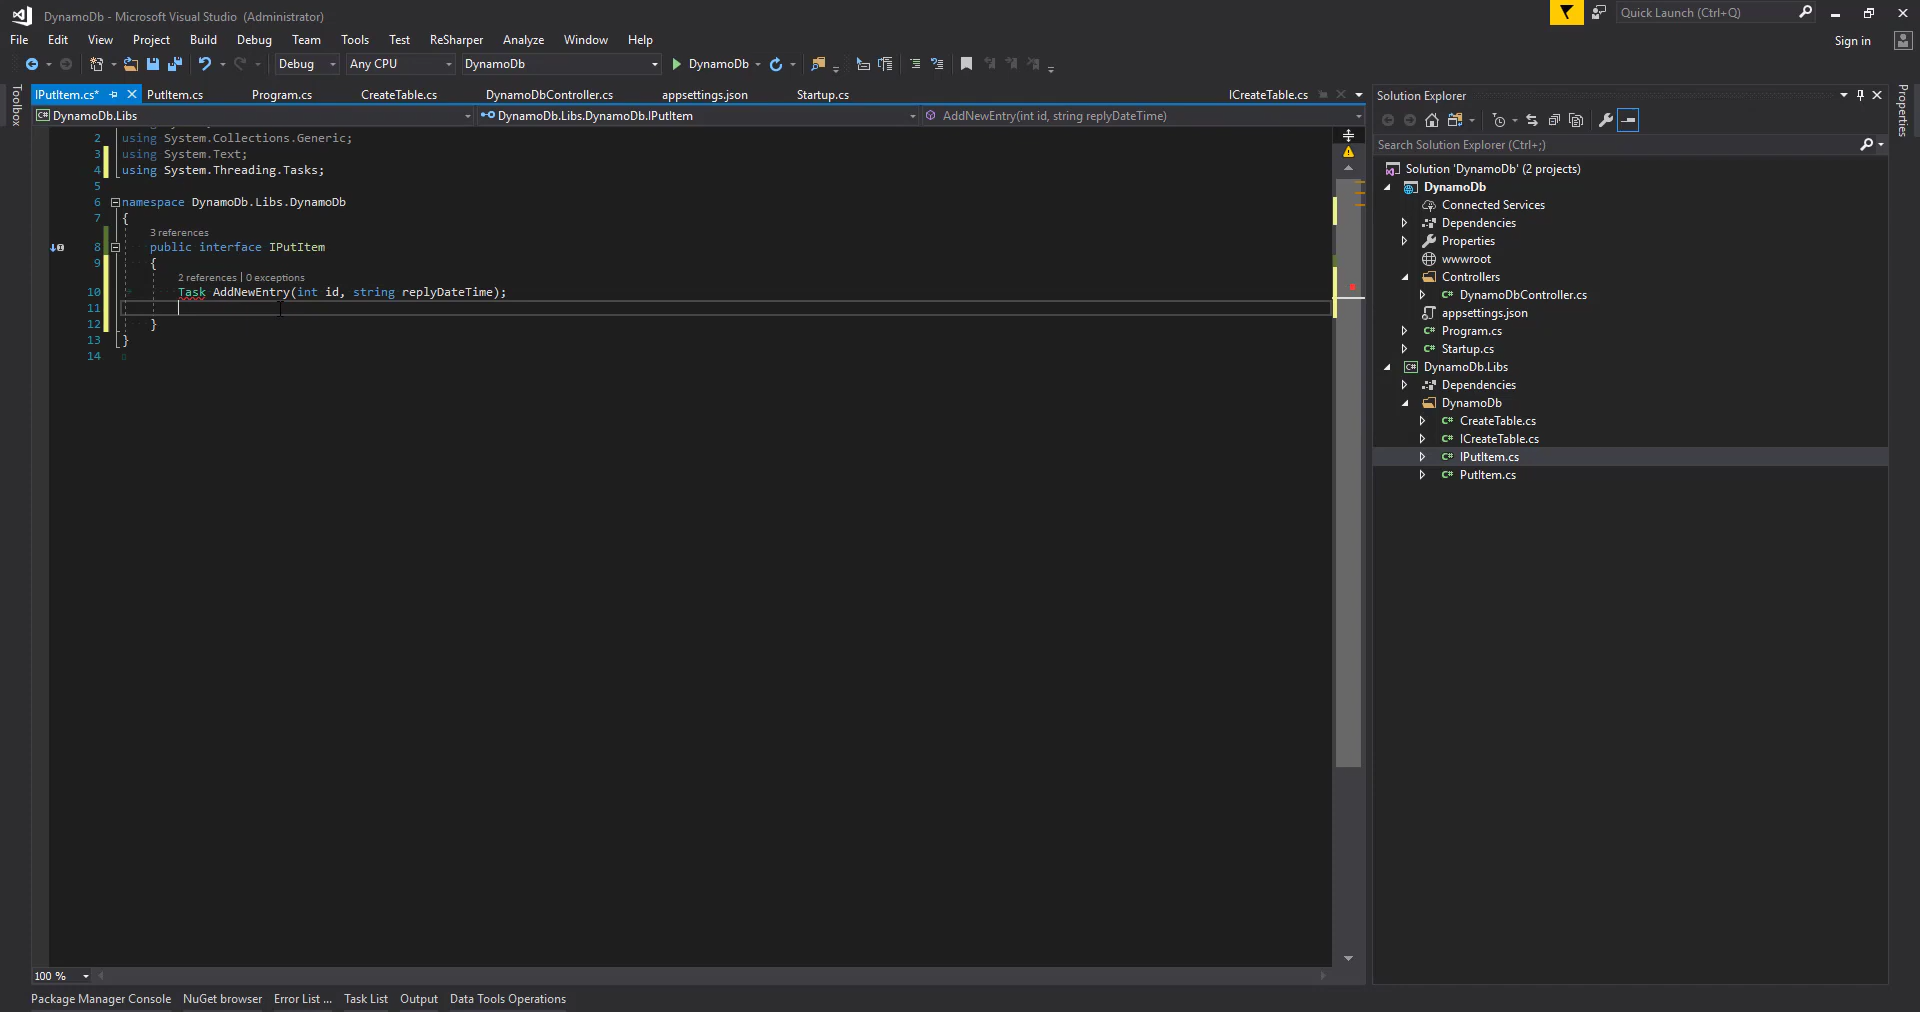 DynamoDb - Microsoft Visual Studio (Administrator)
Quick Launch (Ctrl+Q)
File Edit View Project Build Debug Team Tools Test ReSharper Analyze Window Help
Sign in
Debug Any CPU DynamoDb DynamoDb
Toolbox
IPutItem.cs* PutItem.cs Program.cs CreateTable.cs DynamoDbController.cs appsettings.json Startup.cs ICreateTable.cs
DynamoDb.Libs DynamoDb.Libs.DynamoDb.IPutItem AddNewEntry(int id, string replyDateTime)
2 using System.Collections.Generic;
3 using System.Text;
4 using System.Threading.Tasks;
5
6 namespace DynamoDb.Libs.DynamoDb
7 {
3 references
8 public interface IPutItem
9 {
2 references | 0 exceptions
10 Task AddNewEntry(int id, string replyDateTime);
11
12 }
13 }
14
100 %
Solution Explorer
Search Solution Explorer (Ctrl+;)
Solution 'DynamoDb' (2 projects)
DynamoDb
Connected Services
Dependencies
Properties
wwwroot
Controllers
C# DynamoDbController.cs
appsettings.json
C# Program.cs
C# Startup.cs
C# DynamoDb.Libs
Dependencies
DynamoDb
C# CreateTable.cs
C# ICreateTable.cs
C# IPutItem.cs
C# PutItem.cs
Properties
Package Manager Console NuGet browser Error List ... Task List Output Data Tools Operations